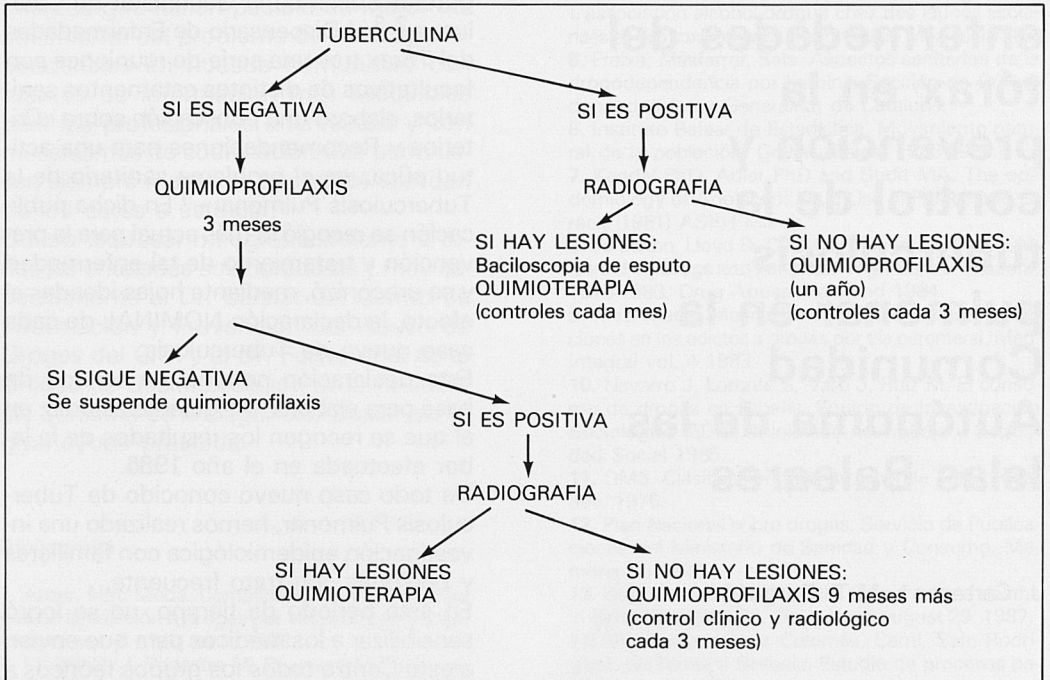 TUBERCULINA
SI ES NEGATIVA
SI ES POSITIVA
QUIMIOPROFILAXIS
3 meses
RADIOGRAFIA
SI HAY LESIONES:
Baciloscopia de esputo
QUIMIOTERAPIA
(controles cada mes)
SI NO HAY LESIONES:
QUIMIOPROFILAXIS
(un año)
(controles cada 3 meses)
SI SIGUE NEGATIVA
Se suspende quimioprofilaxis
SI ES POSITIVA
RADIOGRAFIA
SI HAY LESIONES
QUIMIOTERAPIA
SI NO HAY LESIONES:
QUIMIOPROFILAXIS 9 meses más
(control clínico y radiológico
cada 3 meses)